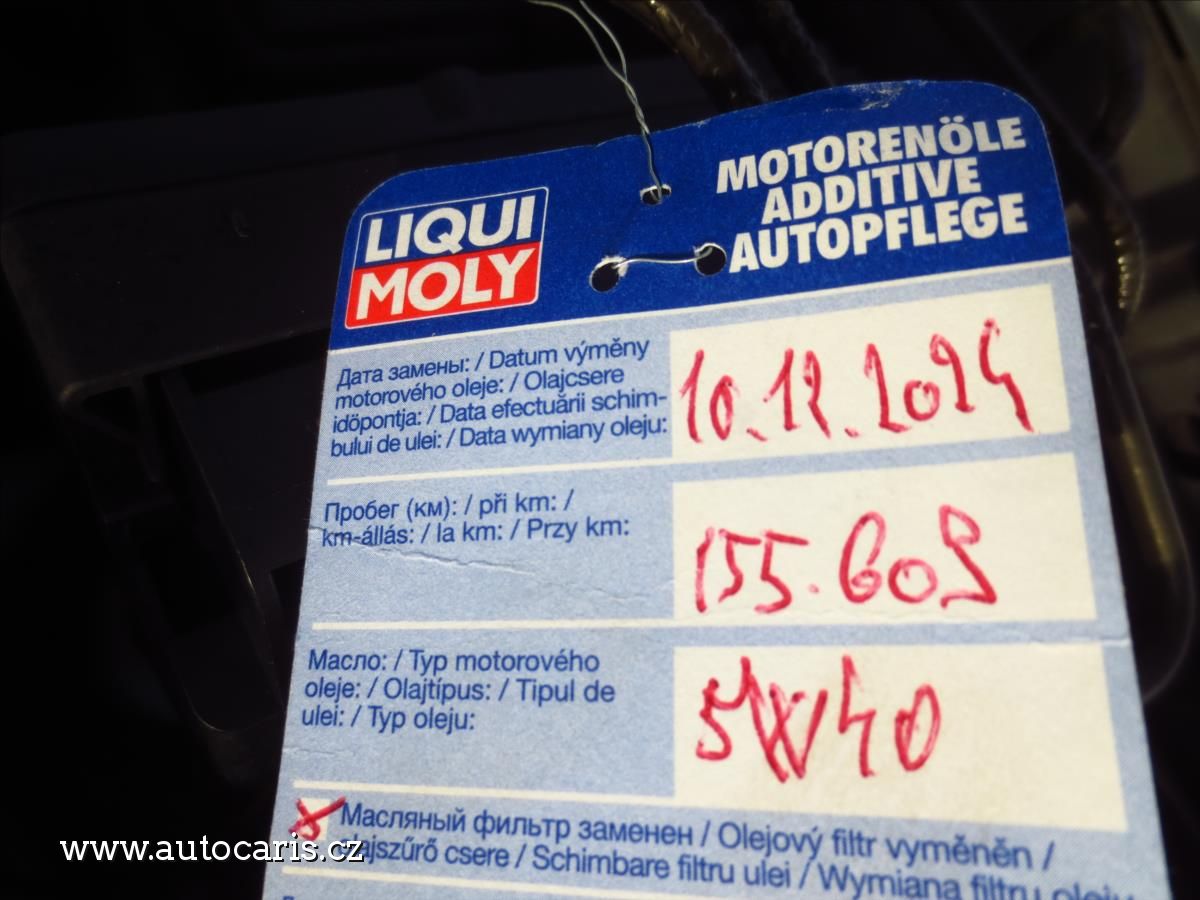 LIQUI
MOLY
MOTORENÖLE
ADDITIVE
AUTOPFLEGE
Дата замены: / Datum výměny
motorového oleje: / Olajcsere
időpontja: / Data efectuării schim-
bului de ulei: / Data wymiany oleju:
10.12.2024
Пробег (км): / při km: /
km-állás: / la km: / Przy km:
155.609
Масло: / Typ motorového
oleje: / Olajtípus: / Tipul de
ulei: / Typ oleju:
5W40
Масляный фильтр заменен / Olejový filtr vyměněn /
olajszűrő csere / Schimbare filtru ulei / Wymiana filtru oleju
www.autocaris.cz